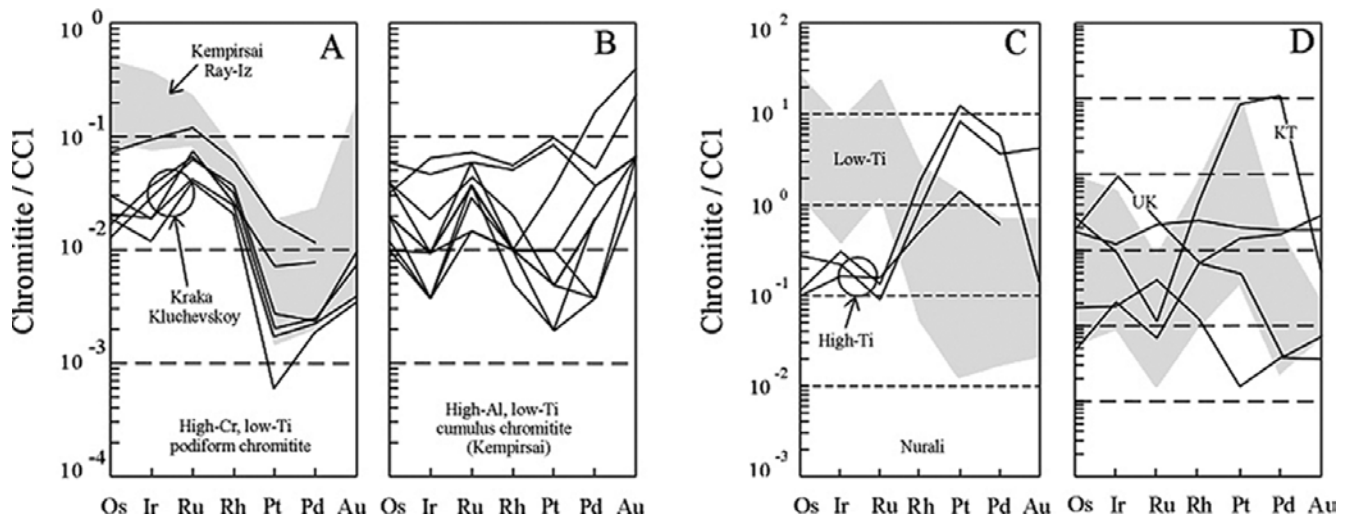 A
B
C
D
Chromitite / CC1
10^0
10^-1
10^-2
10^-3
10^-4
Kempirsai
Ray-Iz
Kraka
Kluchevskoy
High-Cr, low-Ti
podiform chromitite
High-Al, low-Ti
cumulus chromitite
(Kempirsai)
Os Ir Ru Rh Pt Pd Au
Os Ir Ru Rh Pt Pd Au
Chromitite / CC1
10^2
10^1
10^0
10^-1
10^-2
10^-3
Low-Ti
High-Ti
Nurali
KT
UK
Os Ir Ru Rh Pt Pd Au
Os Ir Ru Rh Pt Pd Au